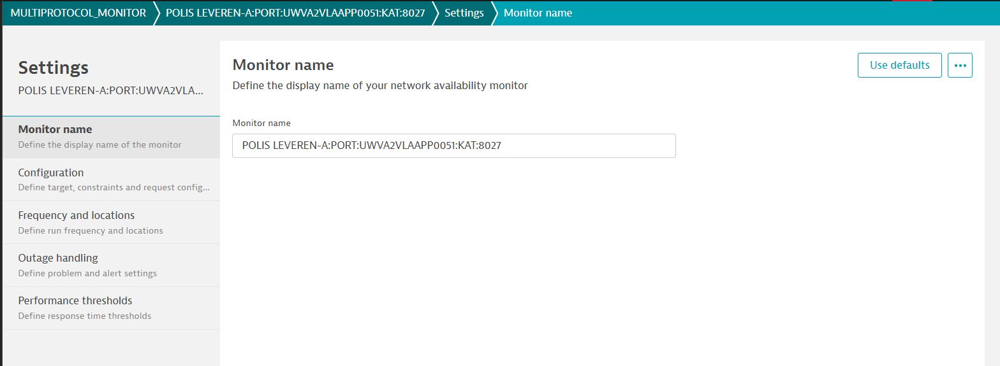 MULTIPROTOCOL_MONITOR POLIS LEVEREN-A:PORT:UWVA2VLAAPP0051:KAT:8027 Settings Monitor name
Settings
POLIS LEVEREN-A:PORT:UWVA2VLA...
Monitor name
Define the display name of the monitor
Configuration
Define target, constraints and request config...
Frequency and locations
Define run frequency and locations
Outage handling
Define problem and alert settings
Performance thresholds
Define response time thresholds
Monitor name
Define the display name of your network availability monitor
Use defaults ...
Monitor name
POLIS LEVEREN-A:PORT:UWVA2VLAAPP0051:KAT:8027